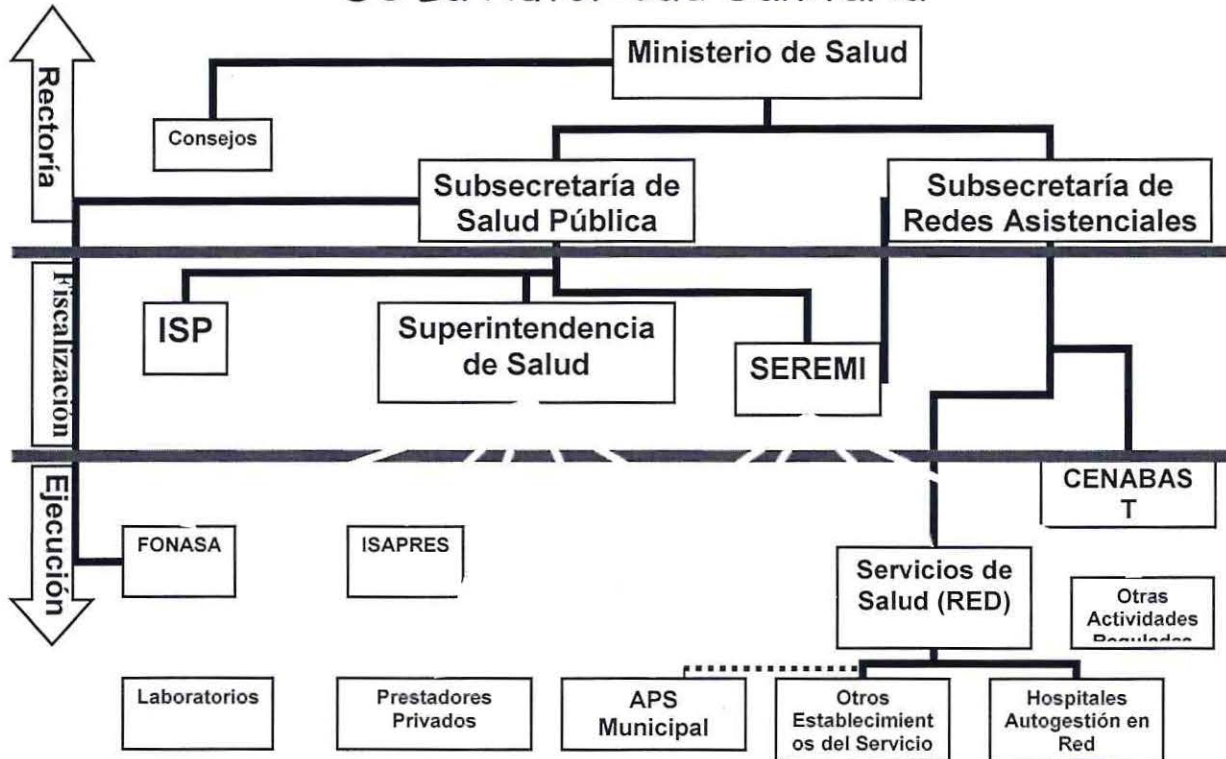 Ministerio de Salud
Rectoría
Consejos
Subsecretaría de
Salud Pública
Subsecretaría de
Redes Asistenciales
Fiscalización
ISP
Superintendencia
de Salud
SEREMI
Ejecución
CENABAS
T
FONASA
ISAPRES
Servicios de
Salud (RED)
Otras
Actividades
Reguladas
Laboratorios
Prestadores
Privados
APS
Municipal
Otros
Establecimient
os del Servicio
Hospitales
Autogestión en
Red